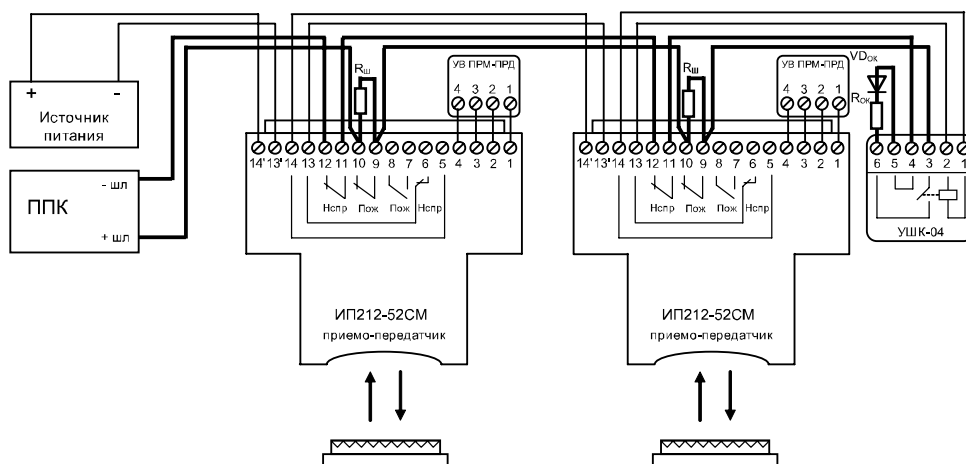 + -
Источник
питания
- шл
ППК
+ шл
Rш
УВ ПРМ-ПРД
4 3 2 1
14' 13' 14 13 12 11 10 9 8 7 6 5 4 3 2 1
Нспр Пож Пож Нспр
ИП212-52СМ
приемо-передатчик
Rш
УВ ПРМ-ПРД
4 3 2 1
14' 13' 14 13 12 11 10 9 8 7 6 5 4 3 2 1
Нспр Пож Пож Нспр
ИП212-52СМ
приемо-передатчик
VDок
Rок
6 5 4 3 2 1
УШК-04